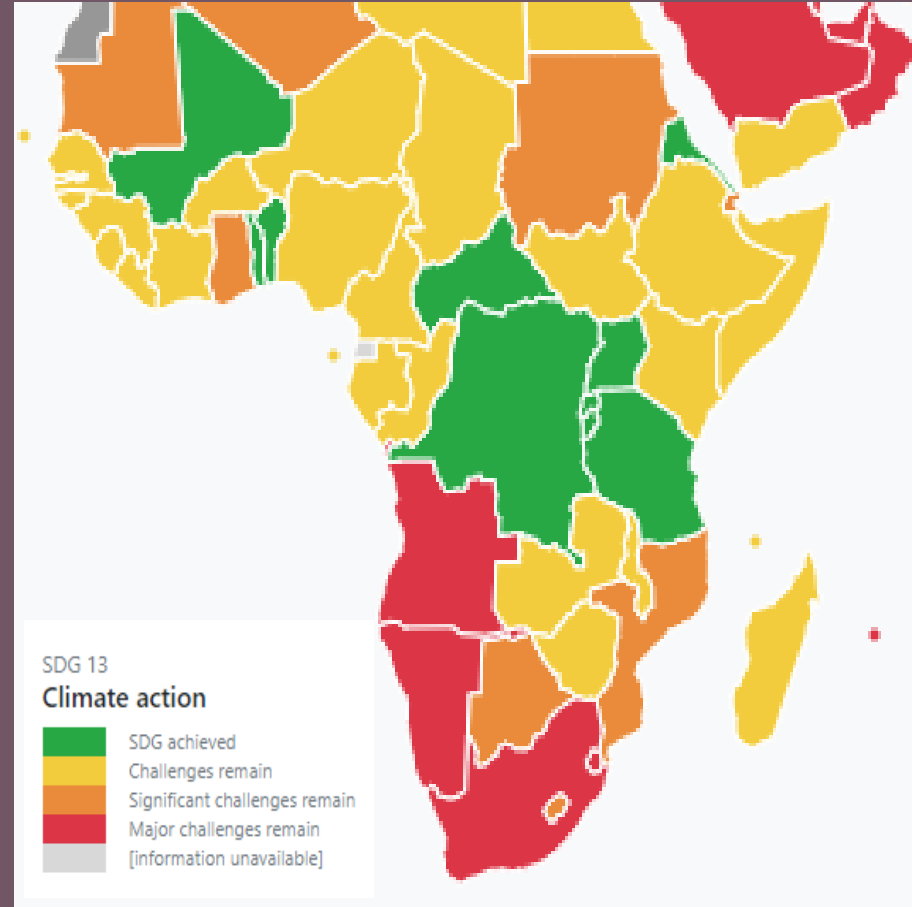 SDG 13
Climate action
SDG achieved
Challenges remain
Significant challenges remain
Major challenges remain
[information unavailable]